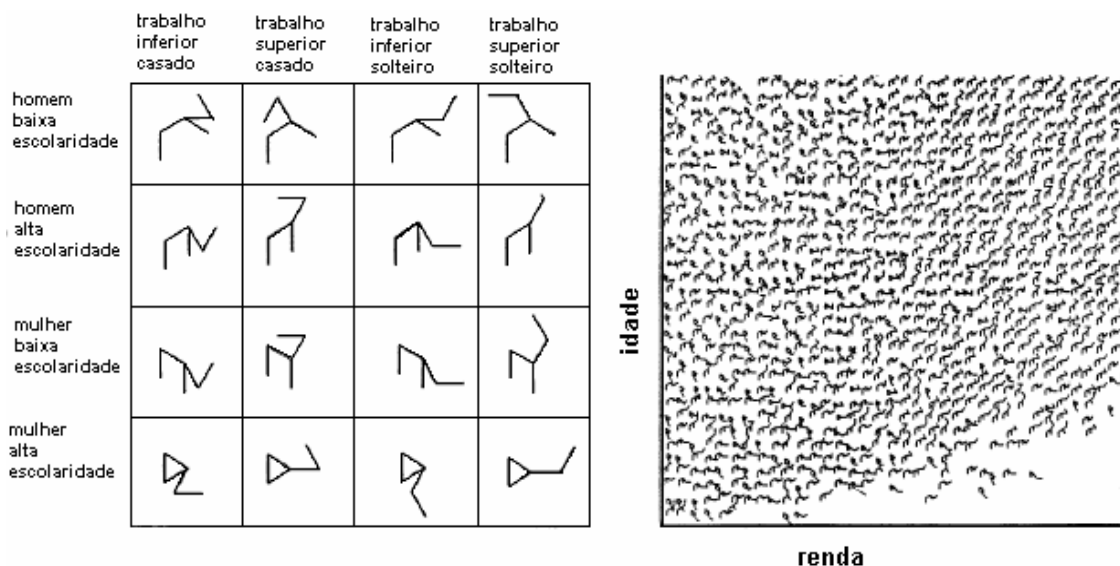 trabalho
inferior
casado
trabalho
superior
casado
trabalho
inferior
solteiro
trabalho
superior
solteiro
homem
baixa
escolaridade
homem
alta
escolaridade
mulher
baixa
escolaridade
mulher
alta
escolaridade
idade
renda